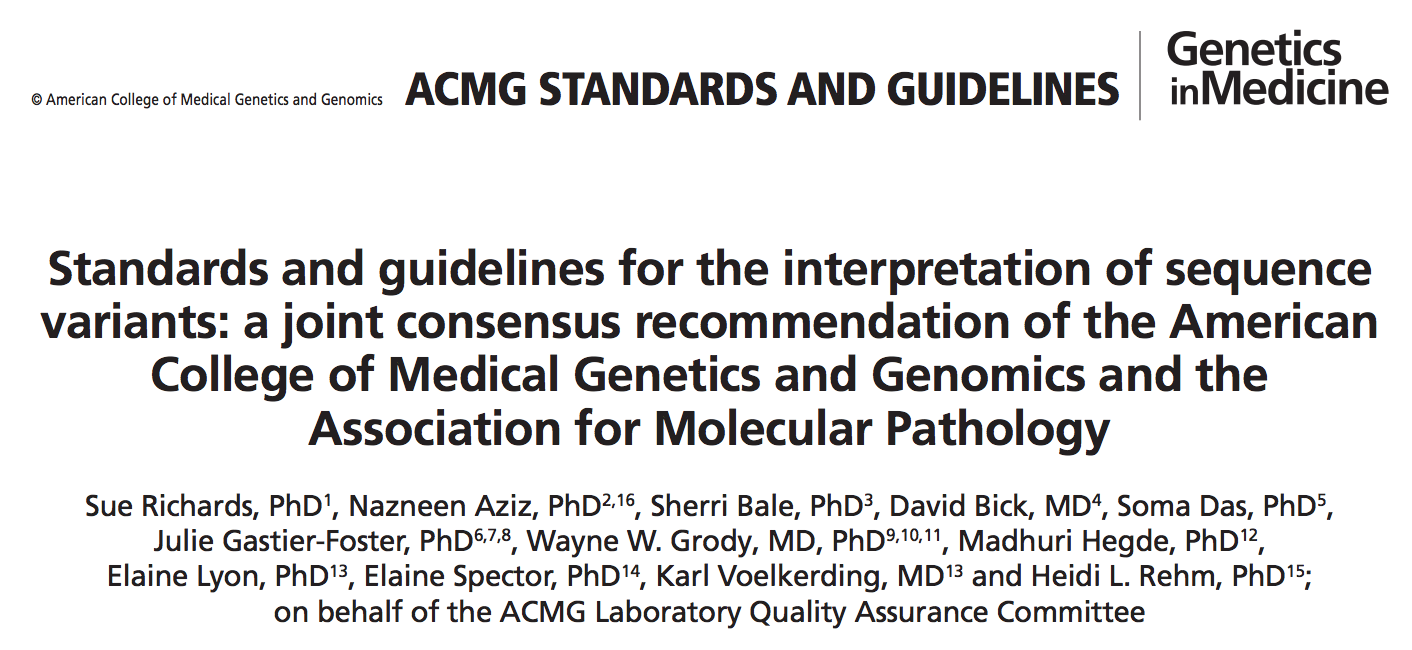 © American College of Medical Genetics and Genomics
ACMG STANDARDS AND GUIDELINES
Genetics
inMedicine
Standards and guidelines for the interpretation of sequence
variants: a joint consensus recommendation of the American
College of Medical Genetics and Genomics and the
Association for Molecular Pathology
Sue Richards, PhD¹, Nazneen Aziz, PhD²,¹⁶, Sherri Bale, PhD³, David Bick, MD⁴, Soma Das, PhD⁵,
Julie Gastier-Foster, PhD⁶,⁷,⁸, Wayne W. Grody, MD, PhD⁹,¹⁰,¹¹, Madhuri Hegde, PhD¹²,
Elaine Lyon, PhD¹³, Elaine Spector, PhD¹⁴, Karl Voelkerding, MD¹³ and Heidi L. Rehm, PhD¹⁵;
on behalf of the ACMG Laboratory Quality Assurance Committee